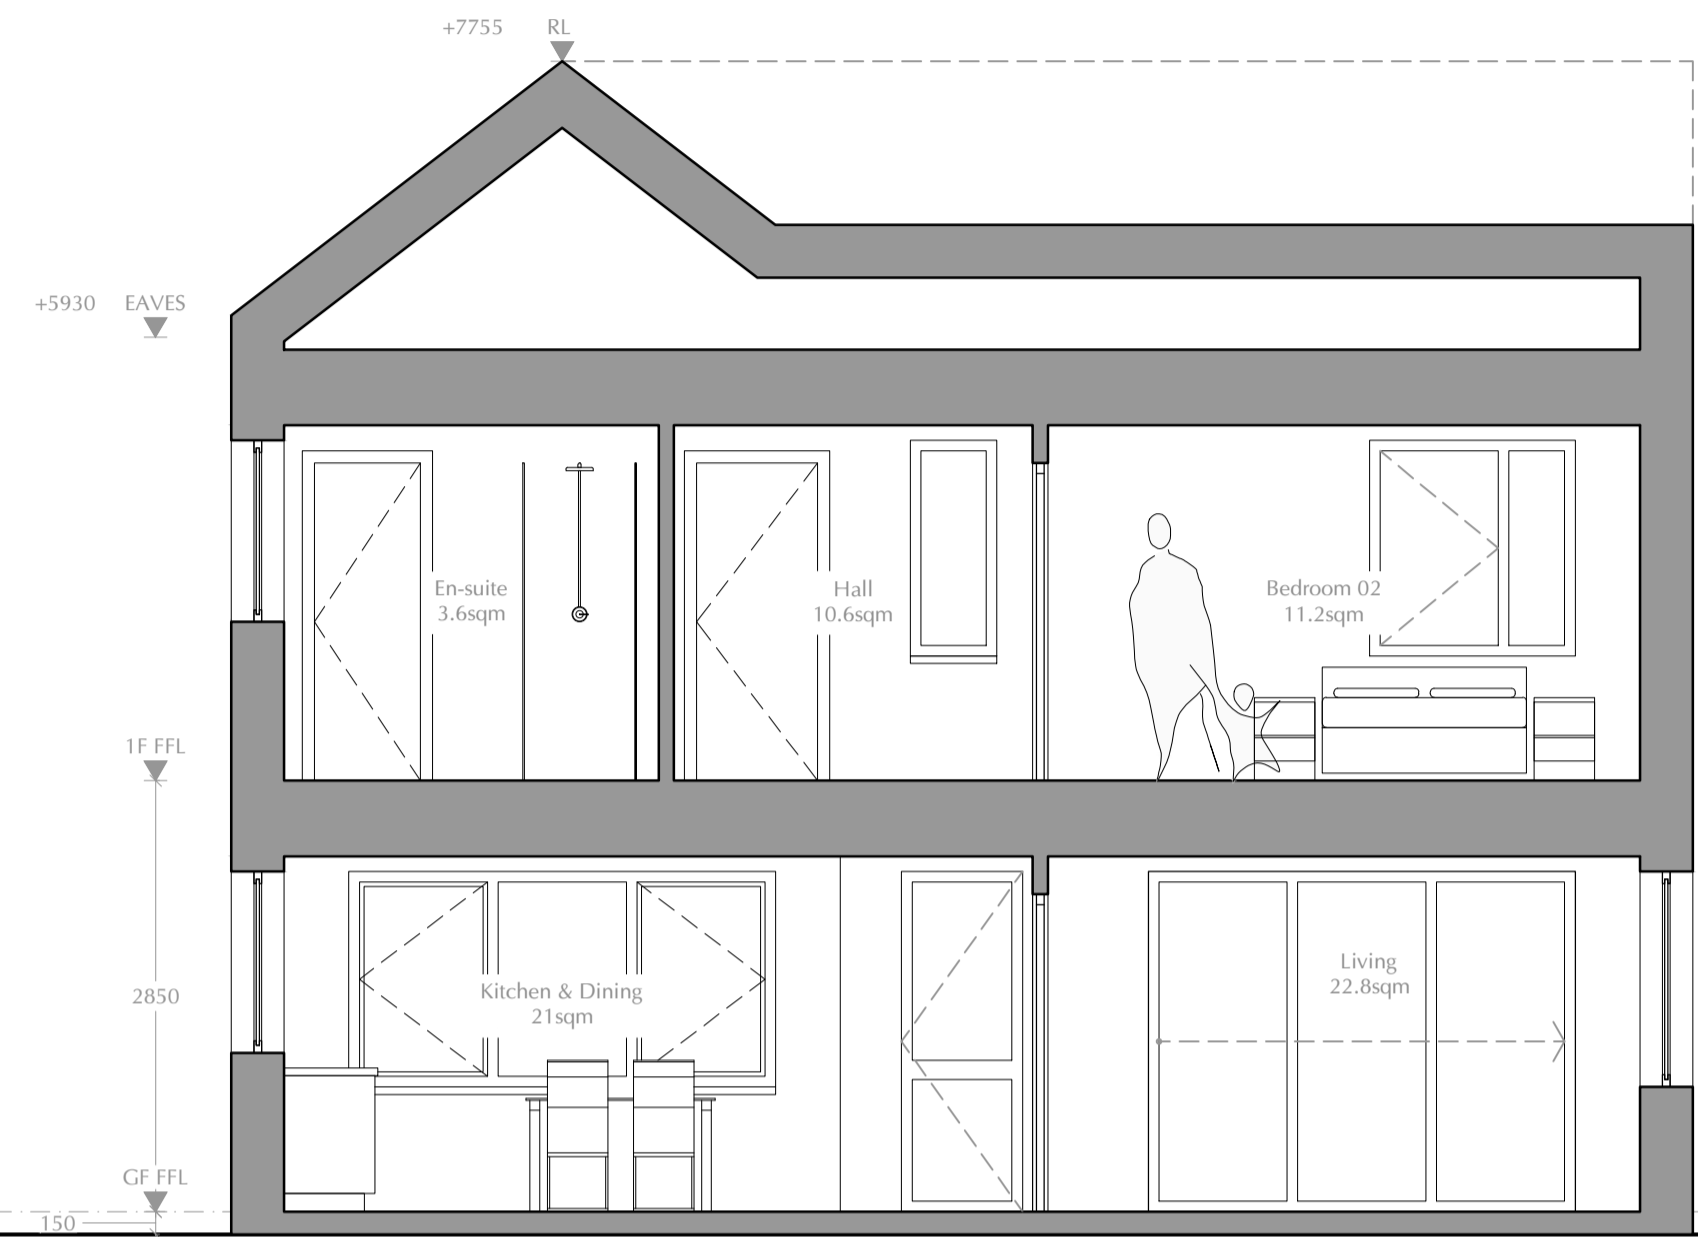 +7755 RL
+5930 EAVES
En-suite
3.6sqm
Hall
10.6sqm
Bedroom 02
11.2sqm
1F FFL
2850
Kitchen & Dining
21sqm
Living
22.8sqm
GF FFL
150